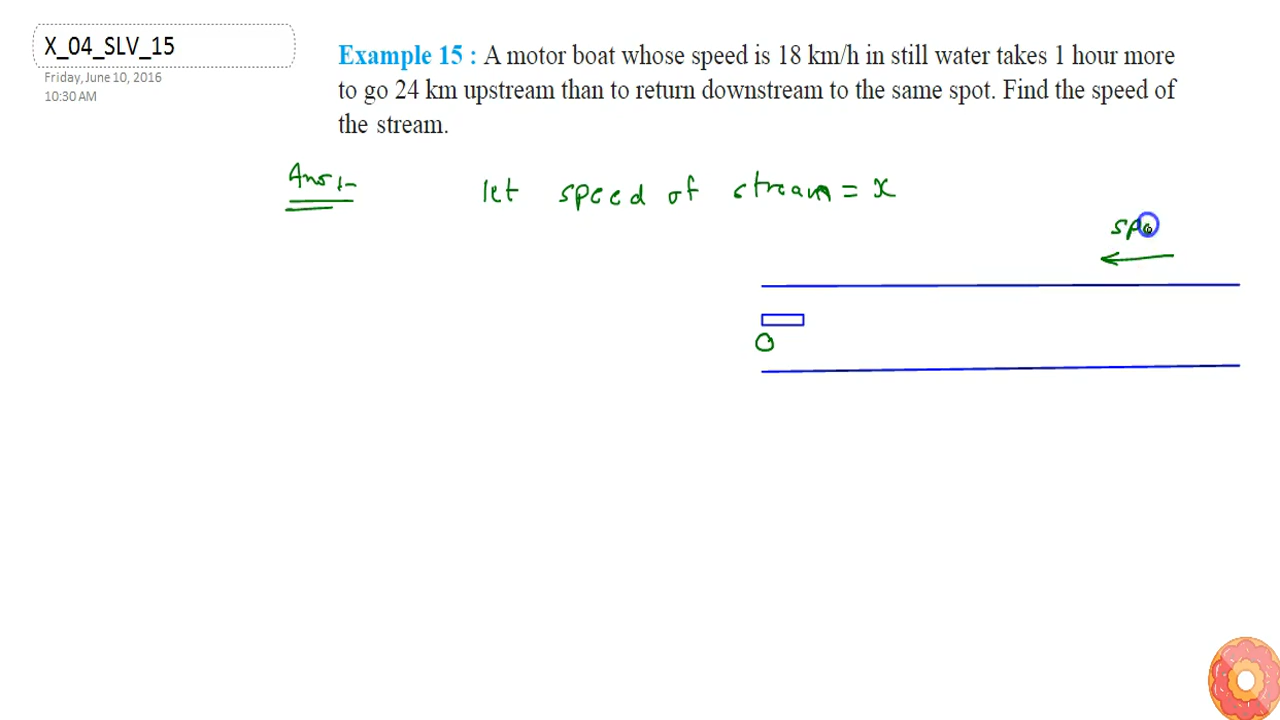 X_04_SLV_15
Friday, June 10, 2016
10:30 AM
Example 15 : A motor boat whose speed is 18 km/h in still water takes 1 hour more
to go 24 km upstream than to return downstream to the same spot. Find the speed of
the stream.
Ans :-
let speed of stream = x
spe
O